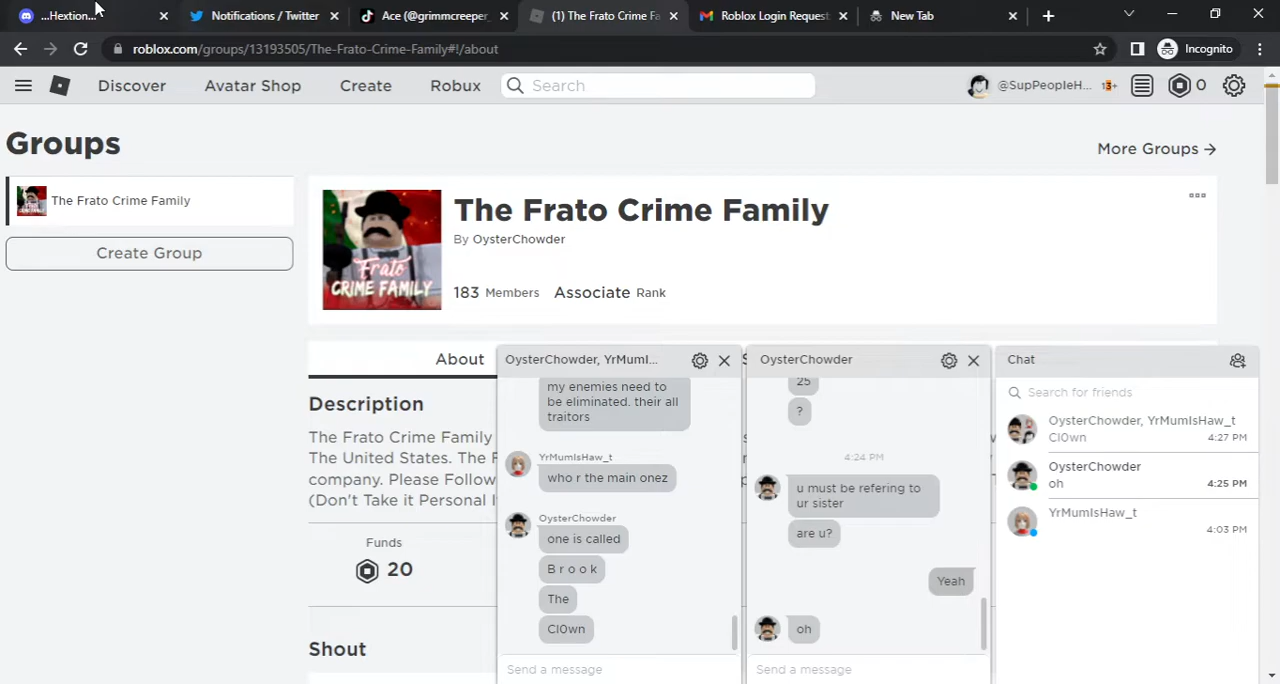 ...Hextion...
Notifications / Twitter
Ace (@grimmcreeper_
(1) The Frato Crime Fa
Roblox Login Request
New Tab
roblox.com/groups/13193505/The-Frato-Crime-Family#!/about
Incognito
Discover
Avatar Shop
Create
Robux
Search
@SupPeopleH... 13+
0
Groups
More Groups →
The Frato Crime Family
Create Group
The Frato Crime Family
By OysterChowder
183 Members
Associate Rank
Frato
CRIME FAMILY
About
Description
The Frato Crime Family
The United States. The F
company. Please Follow
(Don't Take it Personal I
Funds
20
Shout
OysterChowder, YrMumI...
my enemies need to
be eliminated. their all
traitors
YrMumIsHaw_t
who r the main onez
OysterChowder
one is called
B r o o k
The
Cl0wn
Send a message
OysterChowder
25
?
4:24 PM
u must be refering to
ur sister
are u?
Yeah
oh
Send a message
Chat
Search for friends
OysterChowder, YrMumIsHaw_t
Cl0wn
4:27 PM
OysterChowder
oh
4:25 PM
YrMumIsHaw_t
4:03 PM